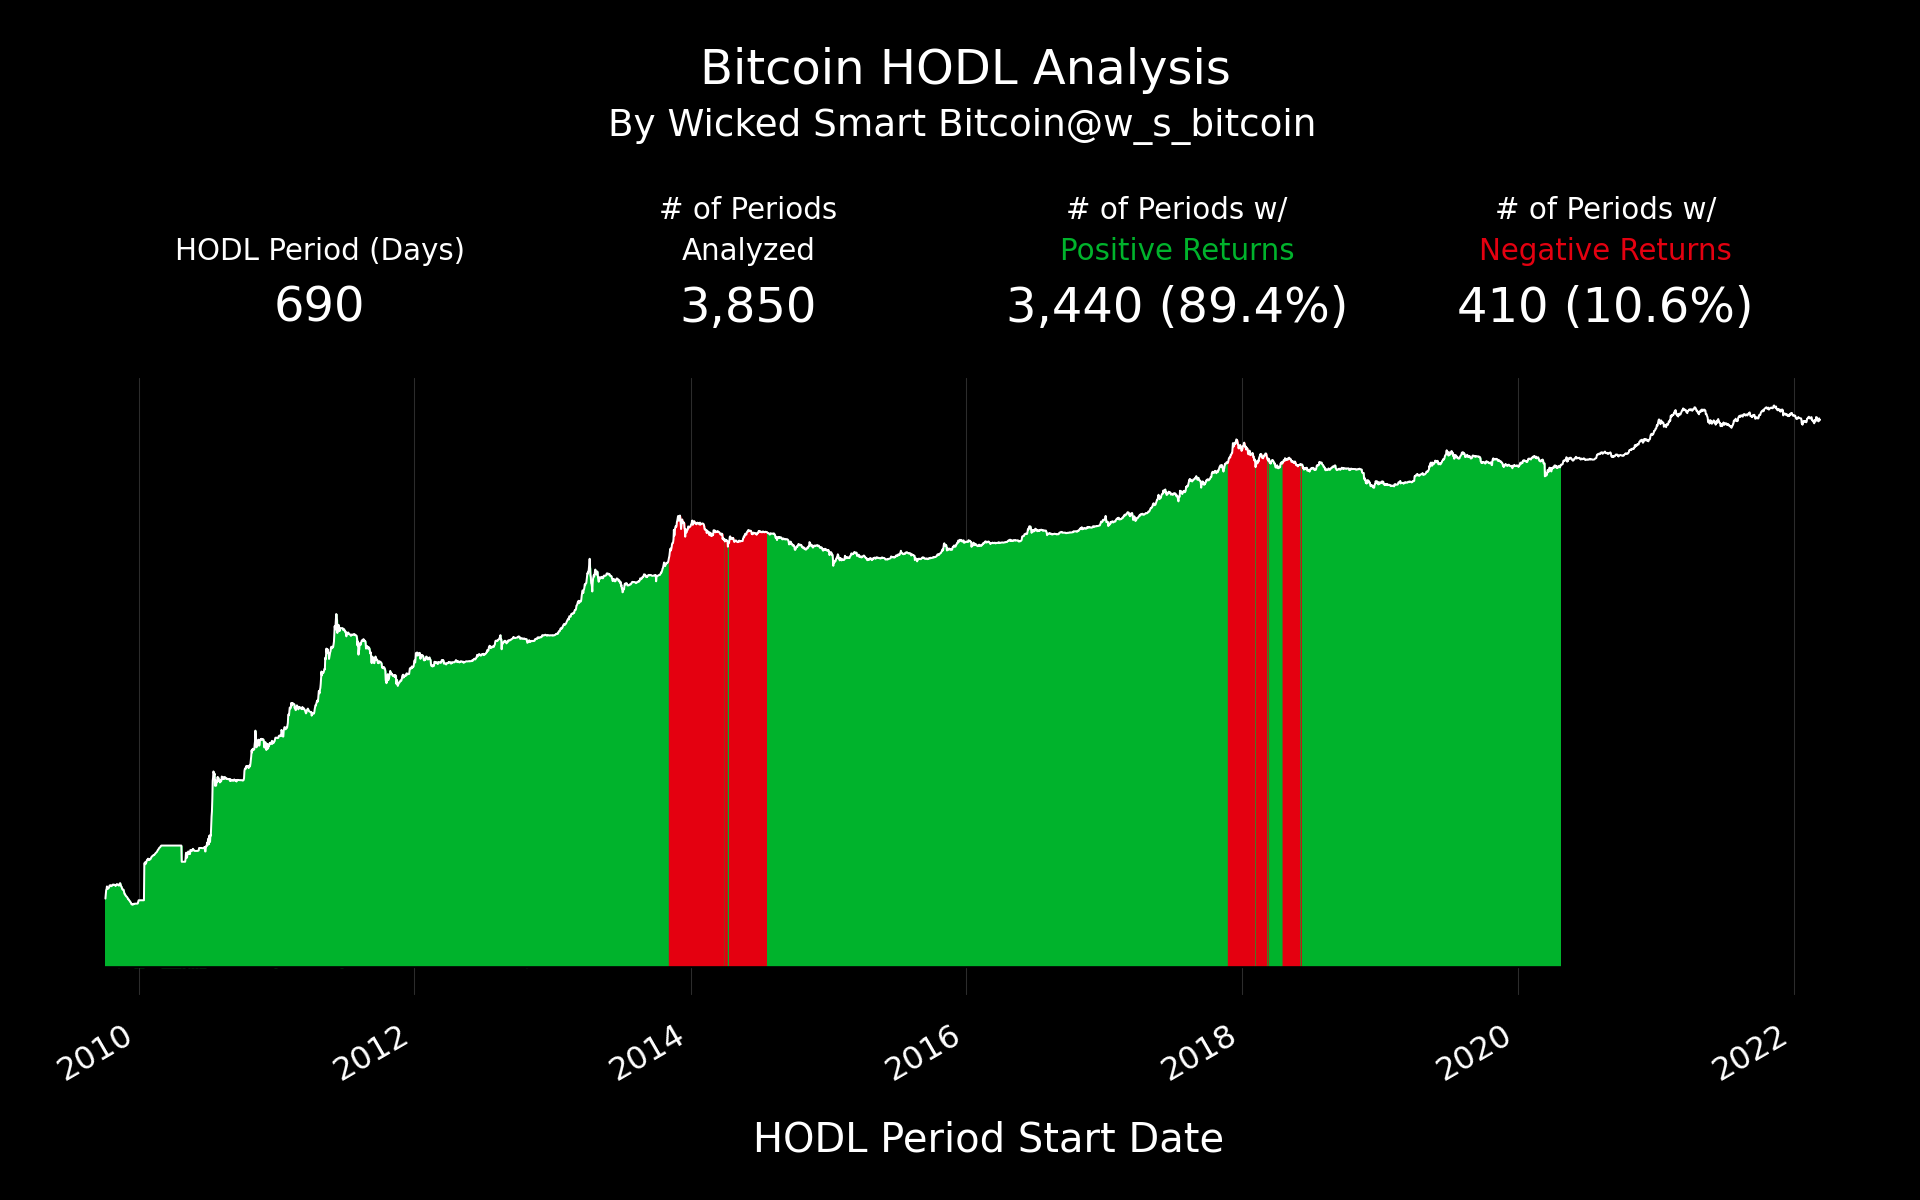 Bitcoin HODL Analysis
By Wicked Smart Bitcoin@w_s_bitcoin
HODL Period (Days)
690
# of Periods
Analyzed
3,850
# of Periods w/
Positive Returns
3,440 (89.4%)
# of Periods w/
Negative Returns
410 (10.6%)
2010
2012
2014
2016
2018
2020
2022
HODL Period Start Date